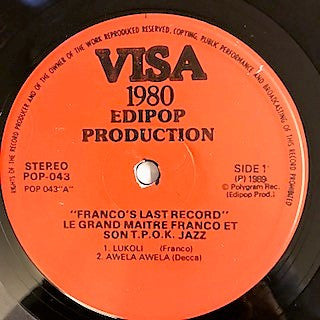 LIGHTS OF THE RECORD PRODUCER AND OF THE OWNER OF THE WORK REPRODUCED RESERVED. COPYING, PUBLIC PERFORMANCE AND BROADCASTING OF THIS RECORD PROHIBITED
VISA
1980
EDIPOP
PRODUCTION
STEREO
POP-043
POP 043"A"
SIDE 1
(P) 1989
© Polygram Rec.
(Edipop Prod.)
"FRANCO'S LAST RECORD"
LE GRAND MAITRE FRANCO ET
SON T.P.O.K. JAZZ
1. LUKOLI (Franco)
2. AWELA AWELA (Decca)